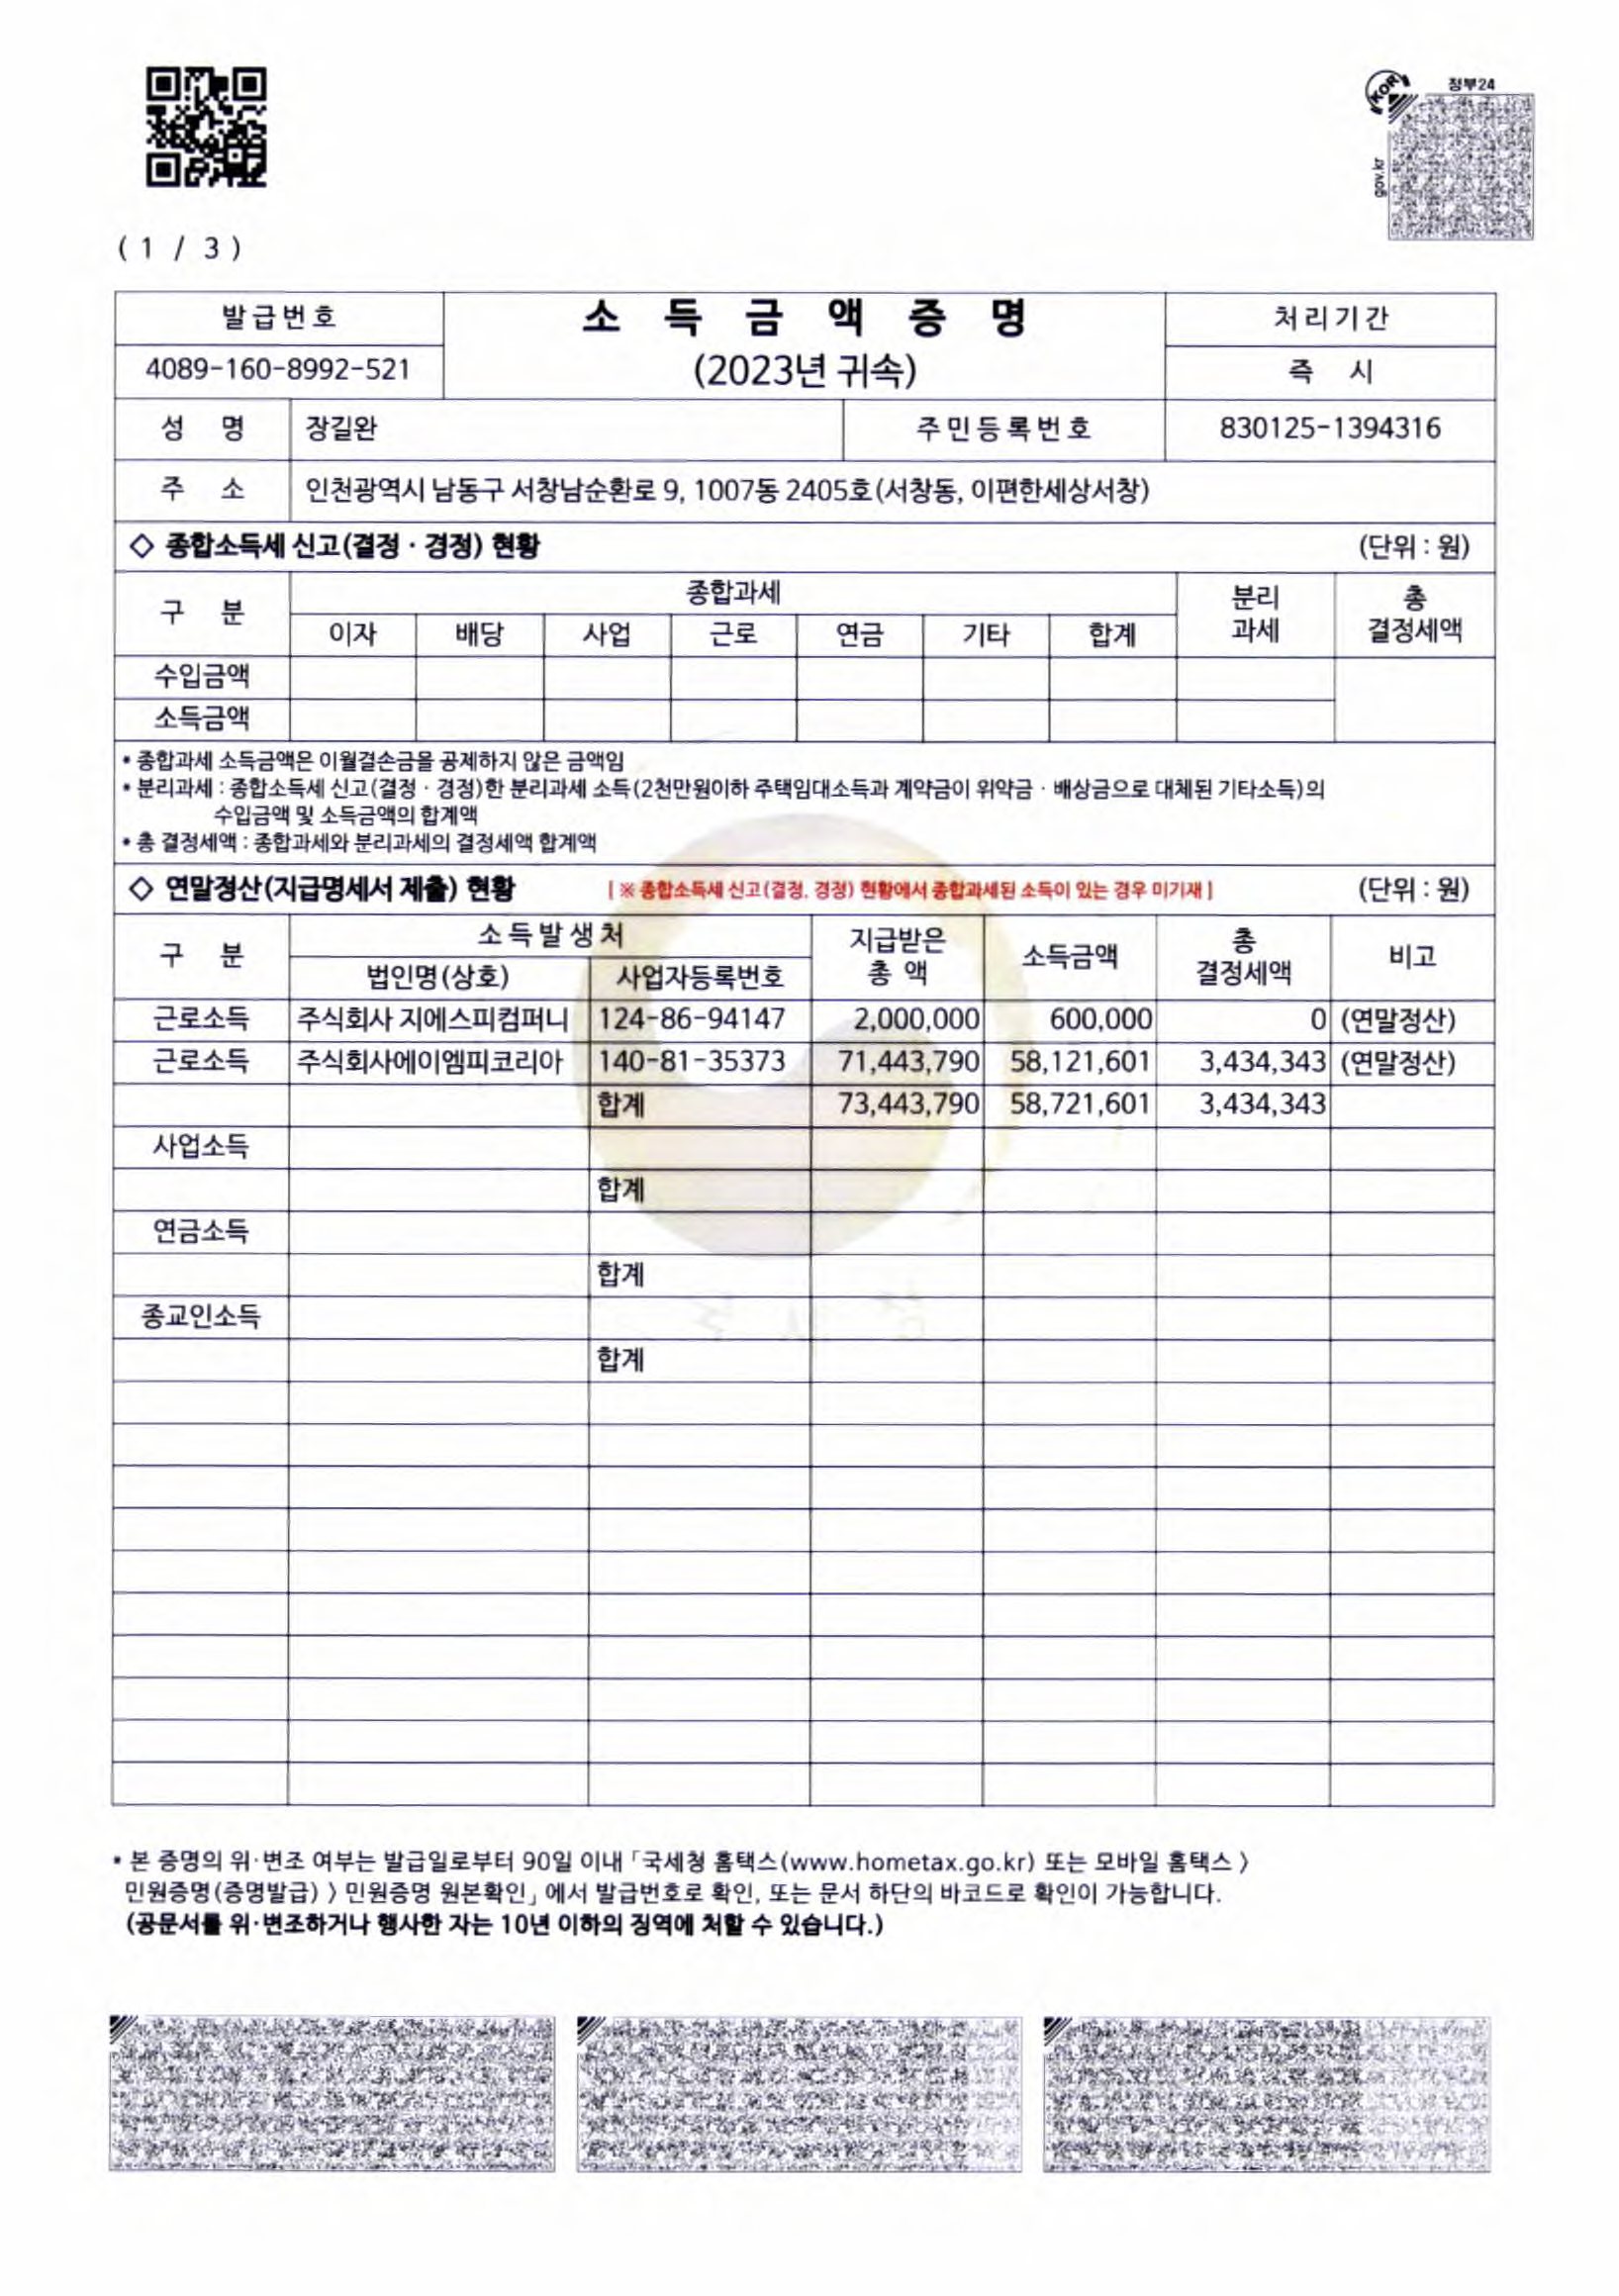 정부24
KOR
gov.kr
( 1 / 3 )
발급번호
소 득 금 액 증 명
처리기간
4089-160-8992-521
(2023년 귀속)
즉 시
성 명 장길완 주민등록번호 830125-1394316
주 소 인천광역시 남동구 서창남순환로 9, 1007동 2405호(서창동, 이편한세상서창)
◇ 종합소득세 신고(결정 · 경정) 현황 (단위 : 원)
구 분 종합과세 분리 과세 총 결정세액
이자 배당 사업 근로 연금 기타 합계
수입금액
소득금액
* 종합과세 소득금액은 이월결손금을 공제하지 않은 금액임
* 분리과세 : 종합소득세 신고(결정 · 경정)한 분리과세 소득(2천만원이하 주택임대소득과 계약금이 위약금 · 배상금으로 대체된 기타소득)의
수입금액 및 소득금액의 합계액
* 총 결정세액 : 종합과세와 분리과세의 결정세액 합계액
◇ 연말정산(지급명세서 제출) 현황 [ ※ 종합소득세 신고(결정, 경정) 현황에서 종합과세된 소득이 있는 경우 미기재 ] (단위 : 원)
구 분 소득발생처 지급받은 총 액 소득금액 총 결정세액 비고
법인명(상호) 사업자등록번호
근로소득 주식회사 지에스피컴퍼니 124-86-94147 2,000,000 600,000 0 (연말정산)
근로소득 주식회사에이엠피코리아 140-81-35373 71,443,790 58,121,601 3,434,343 (연말정산)
합계 73,443,790 58,721,601 3,434,343
사업소득
합계
연금소득
합계
종교인소득
합계
* 본 증명의 위·변조 여부는 발급일로부터 90일 이내 「국세청 홈택스(www.hometax.go.kr) 또는 모바일 홈택스 〉
민원증명(증명발급) 〉 민원증명 원본확인」 에서 발급번호로 확인, 또는 문서 하단의 바코드로 확인이 가능합니다.
(공문서를 위·변조하거나 행사한 자는 10년 이하의 징역에 처할 수 있습니다.)